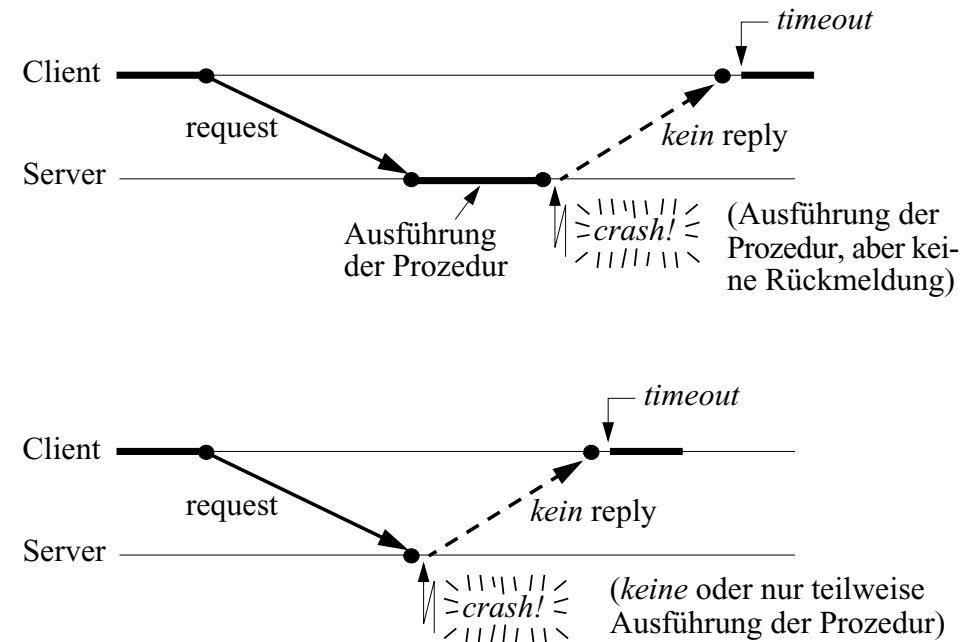 timeout
Client
request
kein reply
Server
Ausführung
der Prozedur
crash!
(Ausführung der
Prozedur, aber kei-
ne Rückmeldung)
timeout
Client
request
kein reply
Server
crash!
(keine oder nur teilweise
Ausführung der Prozedur)